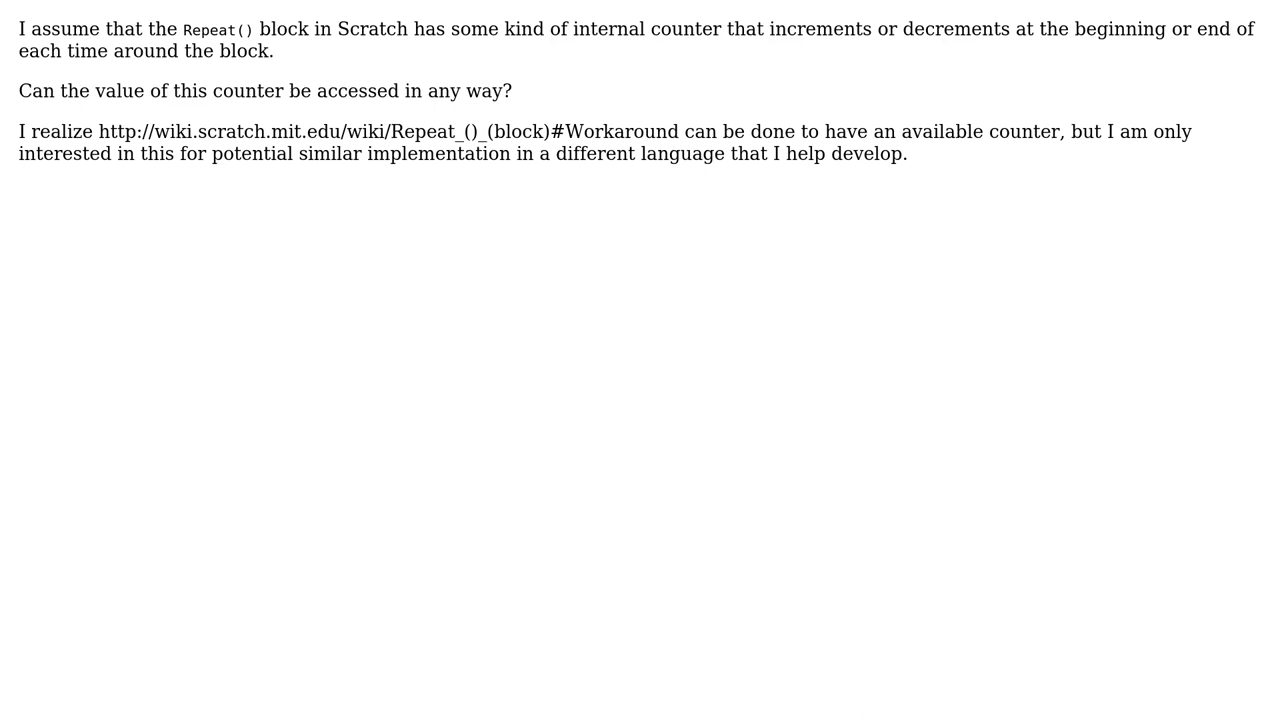 I assume that the Repeat() block in Scratch has some kind of internal counter that increments or decrements at the beginning or end of
each time around the block.
Can the value of this counter be accessed in any way?
I realize http://wiki.scratch.mit.edu/wiki/Repeat_()_(block)#Workaround can be done to have an available counter, but I am only
interested in this for potential similar implementation in a different language that I help develop.